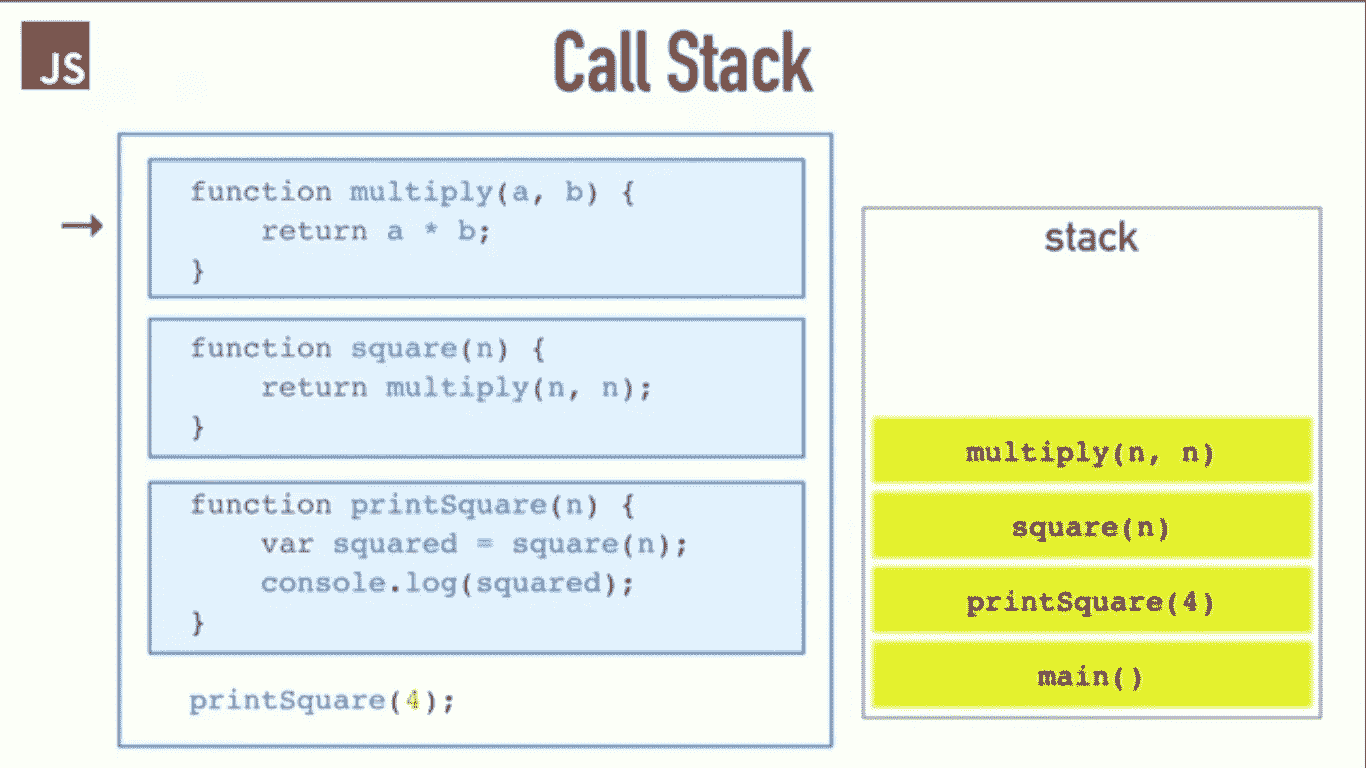 JS
Call Stack
function multiply(a, b) {
    return a * b;
}
function square(n) {
    return multiply(n, n);
}
function printSquare(n) {
    var squared = square(n);
    console.log(squared);
}
printSquare(4);
stack
multiply(n, n)
square(n)
printSquare(4)
main()